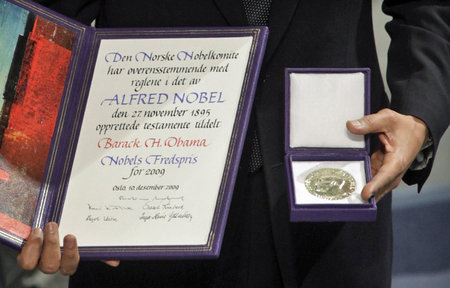 Den Norske Nobelkomite
har overensstemmende med
reglene i det av
ALFRED NOBEL
den 27. november 1895
opprettede testamente tildelt
Barack H. Obama
Nobels Fredspris
for 2009
Oslo, 10. desember 2009